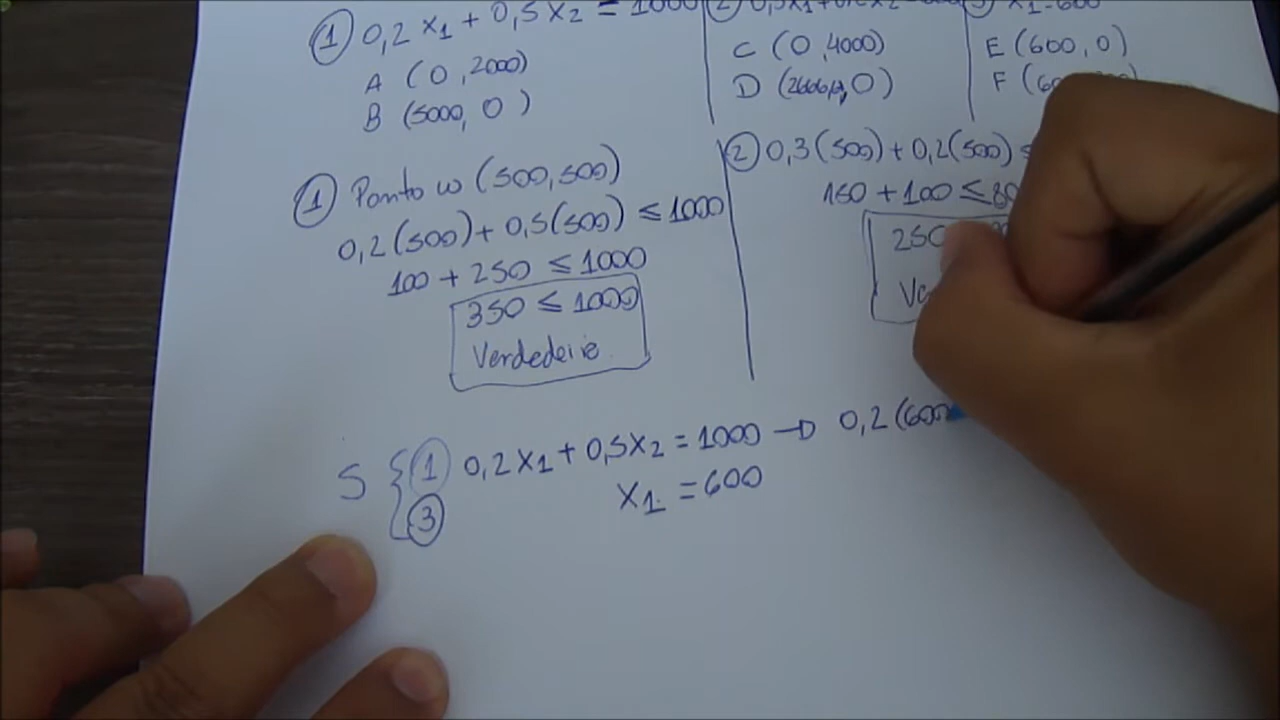 ① 0,2 x₁ + 0,5 x₂ = 1000
A (0, 2000)
B (5000, 0)
C (0, 4000)
D (2666,6, 0)
E (600, 0)
F (60
① Ponto w (500, 500)
0,2 (500) + 0,5 (500) ≤ 1000
100 + 250 ≤ 1000
350 ≤ 1000
Verdedeire
② 0,3 (500) + 0,2 (500) ≤
150 + 100 ≤ 80
250
S { ① 0,2 x₁ + 0,5 x₂ = 1000 → 0,2 (600
③ x₁ = 600